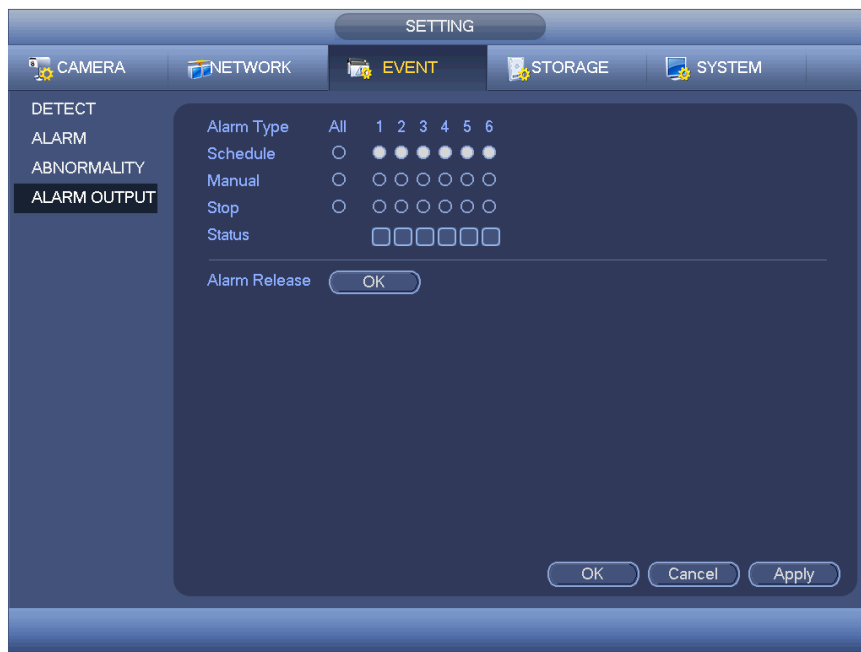 SETTING
CAMERA NETWORK EVENT STORAGE SYSTEM
DETECT
ALARM
ABNORMALITY
ALARM OUTPUT
Alarm Type All 1 2 3 4 5 6
Schedule
Manual
Stop
Status
Alarm Release OK
OK Cancel Apply